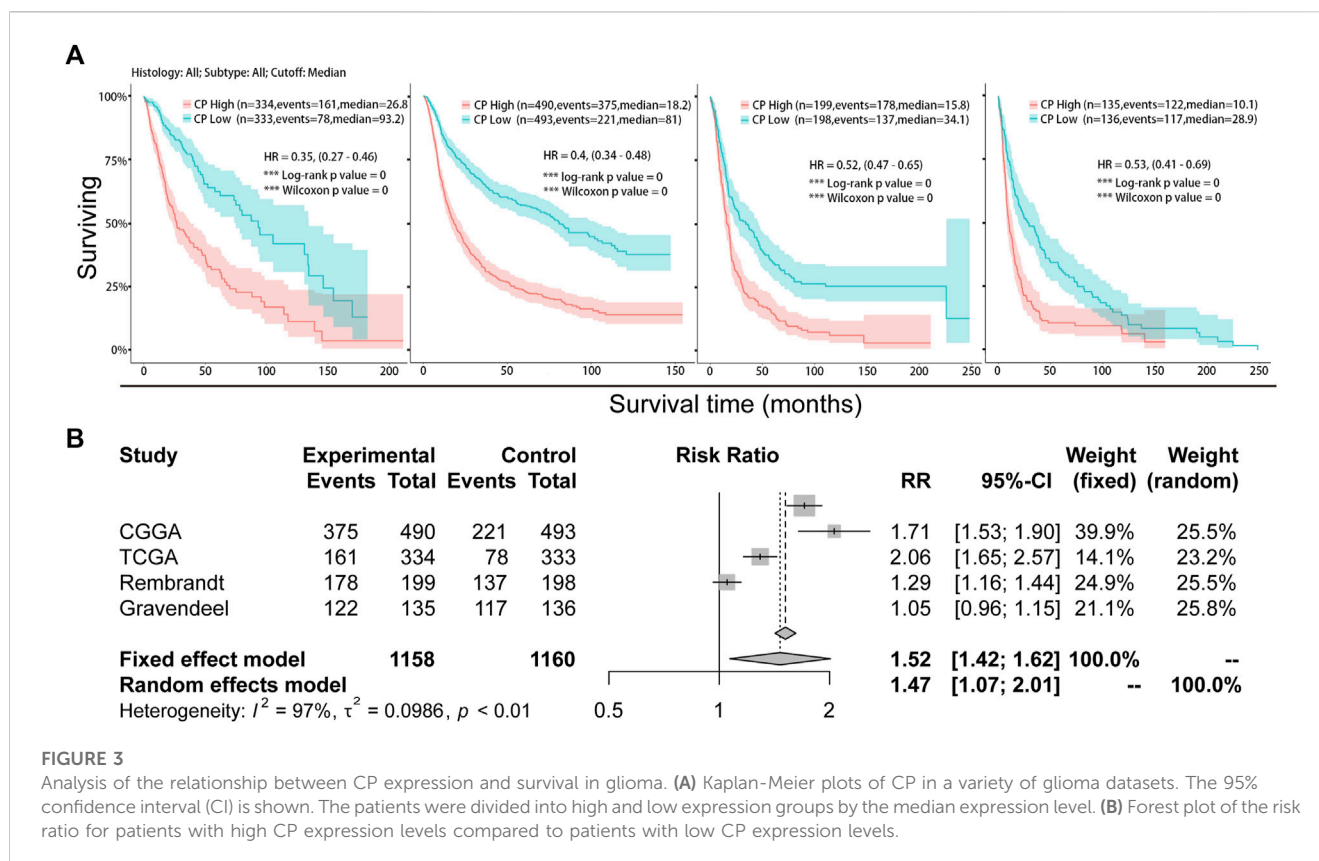 A
Histology: All; Subtype: All; Cutoff: Median
Surviving
100%
75%
50%
25%
0%
CP High (n=334,events=161,median=26.8
CP Low (n=333,events=78,median=93.2)
HR = 0.35, (0.27 - 0.46)
*** Log-rank p value = 0
*** Wilcoxon p value = 0
0 50 100 150 200
CP High (n=490,events=375,median=18.2)
CP Low (n=493,events=221,median=81)
HR = 0.4, (0.34 - 0.48)
*** log-rank p value = 0
*** Wilcoxon p value = 0
0 50 100 150
CP High (n=199,events=178,median=15.8)
CP Low (n=198,events=137,median=34.1)
HR = 0.52, (0.47 - 0.65)
*** Log-rank p value = 0
*** Wilcoxon p value = 0
0 50 100 150 200 250
CP High (n=135,events=122,median=10.1)
CP Low (n=136,events=117,median=28.9)
HR = 0.53, (0.41 - 0.69)
*** Log-rank p value = 0
*** Wilcoxon p value = 0
0 50 100 150 200 250
Survival time (months)
B
Study Experimental Control Risk Ratio Weight Weight
Events Total Events Total RR 95%-CI (fixed) (random)
CGGA 375 490 221 493 1.71 [1.53; 1.90] 39.9% 25.5%
TCGA 161 334 78 333 2.06 [1.65; 2.57] 14.1% 23.2%
Rembrandt 178 199 137 198 1.29 [1.16; 1.44] 24.9% 25.5%
Gravendeel 122 135 117 136 1.05 [0.96; 1.15] 21.1% 25.8%
Fixed effect model 1158 1160 1.52 [1.42; 1.62] 100.0% --
Random effects model 1.47 [1.07; 2.01] -- 100.0%
Heterogeneity: I² = 97%, τ² = 0.0986, p < 0.01
0.5 1 2
FIGURE 3
Analysis of the relationship between CP expression and survival in glioma. (A) Kaplan-Meier plots of CP in a variety of glioma datasets. The 95%
confidence interval (CI) is shown. The patients were divided into high and low expression groups by the median expression level. (B) Forest plot of the risk
ratio for patients with high CP expression levels compared to patients with low CP expression levels.